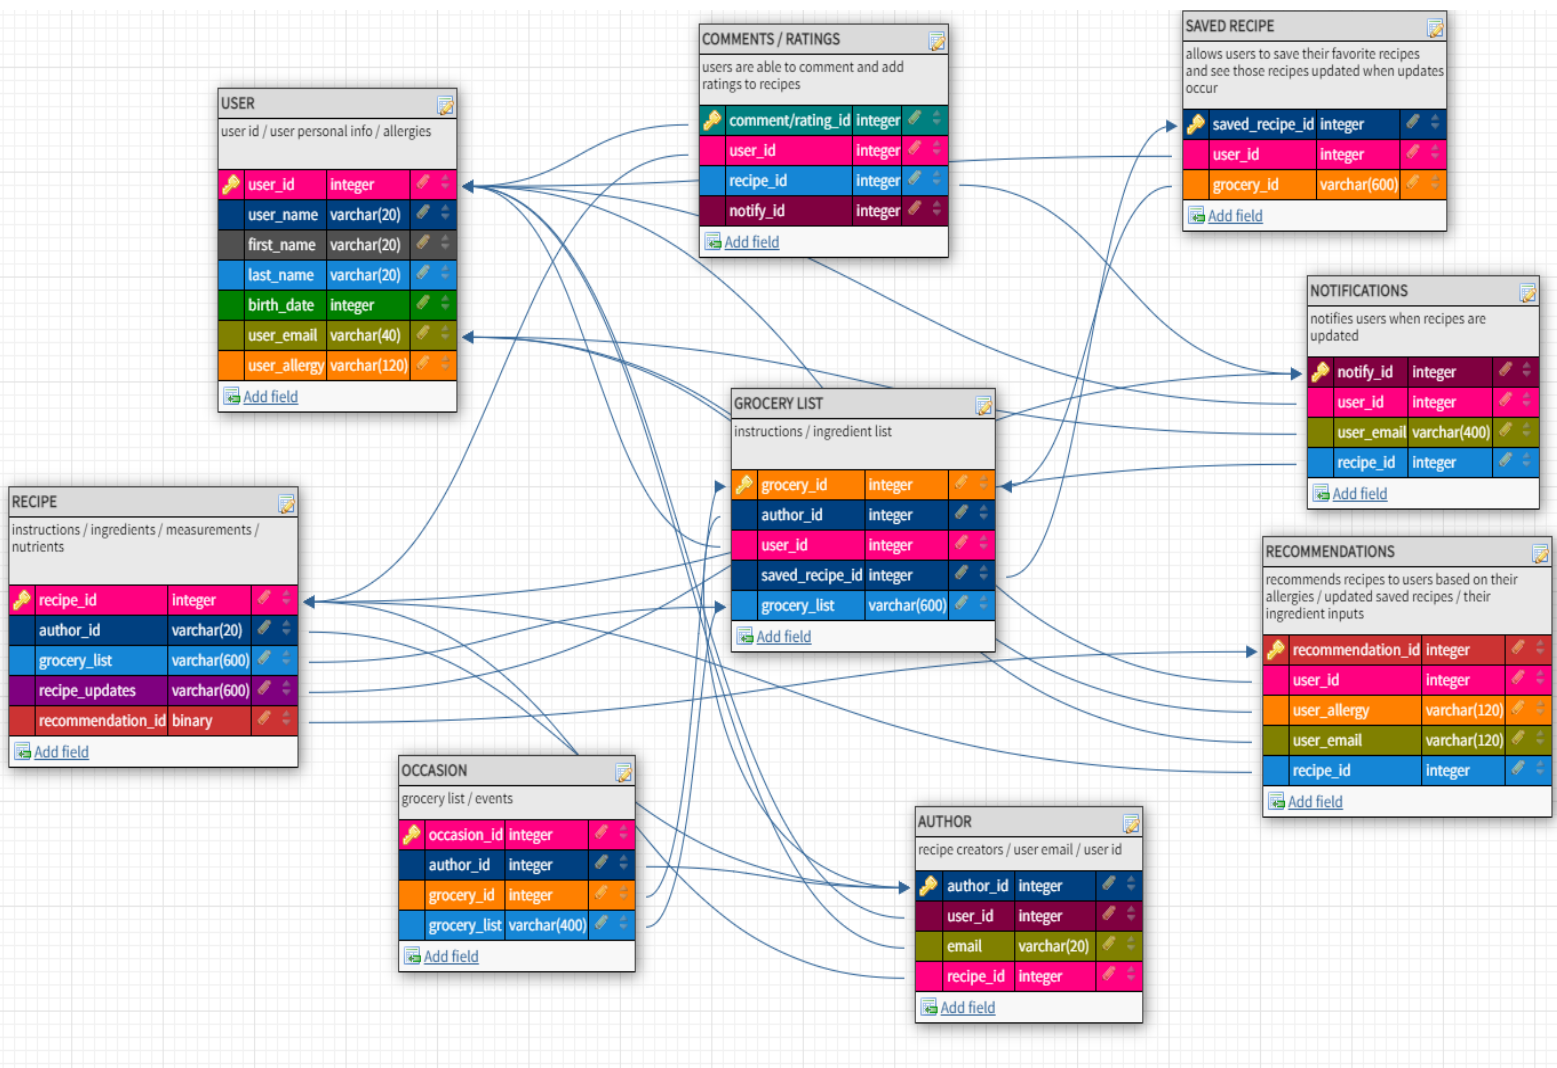 COMMENTS / RATINGS
users are able to comment and add
ratings to recipes
comment/rating_id integer
user_id integer
recipe_id integer
notify_id integer
Add field
SAVED RECIPE
allows users to save their favorite recipes
and see those recipes updated when updates
occur
saved_recipe_id integer
user_id integer
grocery_id varchar(600)
Add field
USER
user id / user personal info / allergies
user_id integer
user_name varchar(20)
first_name varchar(20)
last_name varchar(20)
birth_date integer
user_email varchar(40)
user_allergy varchar(120)
Add field
NOTIFICATIONS
notifies users when recipes are
updated
notify_id integer
user_id integer
user_email varchar(400)
recipe_id integer
Add field
GROCERY LIST
instructions / ingredient list
grocery_id integer
author_id integer
user_id integer
saved_recipe_id integer
grocery_list varchar(600)
Add field
RECIPE
instructions / ingredients / measurements /
nutrients
recipe_id integer
author_id varchar(20)
grocery_list varchar(600)
recipe_updates varchar(600)
recommendation_id binary
Add field
RECOMMENDATIONS
recommends recipes to users based on their
allergies / updated saved recipes / their
ingredient inputs
recommendation_id integer
user_id integer
user_allergy varchar(120)
user_email varchar(120)
recipe_id integer
Add field
OCCASION
grocery list / events
occasion_id integer
author_id integer
grocery_id integer
grocery_list varchar(400)
Add field
AUTHOR
recipe creators / user email / user id
author_id integer
user_id integer
email varchar(20)
recipe_id integer
Add field